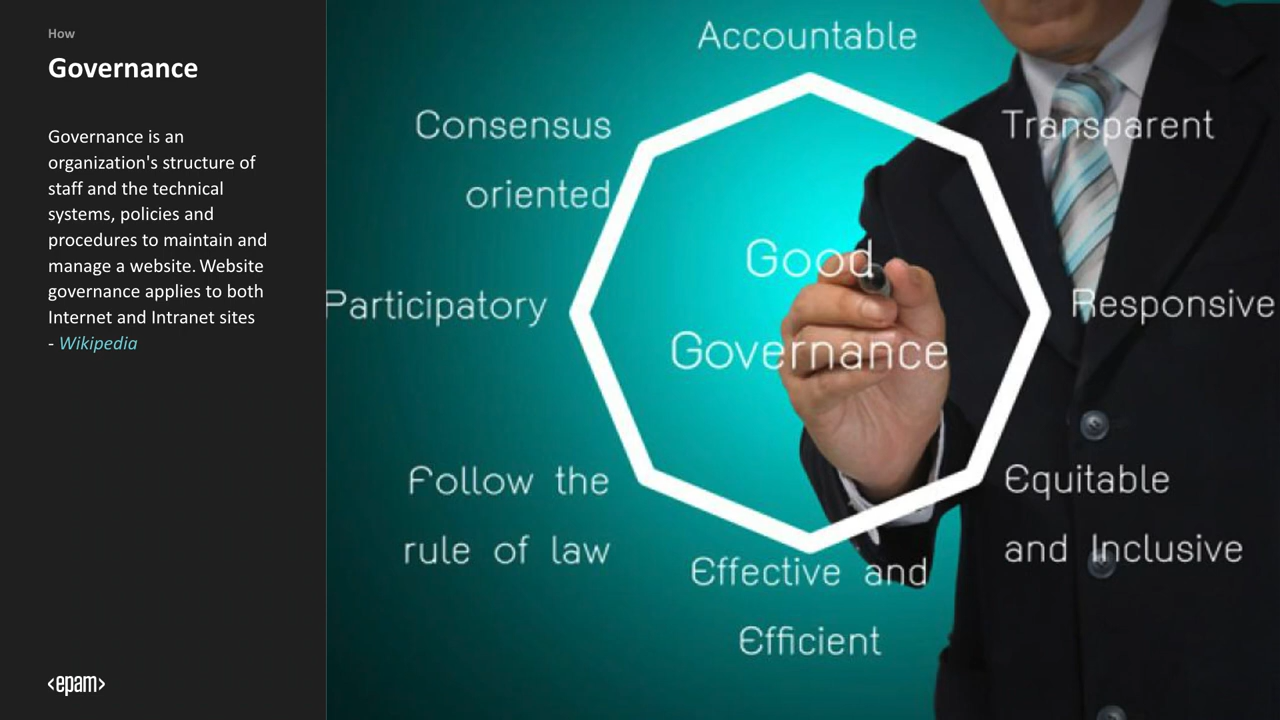 How
Governance
Governance is an
organization's structure of
staff and the technical
systems, policies and
procedures to maintain and
manage a website. Website
governance applies to both
Internet and Intranet sites
- Wikipedia
<epam>
Accountable
Consensus
oriented
Transparent
Good
Governance
Participatory
Responsive
Follow the
rule of law
Equitable
and Inclusive
Effective and
Efficient